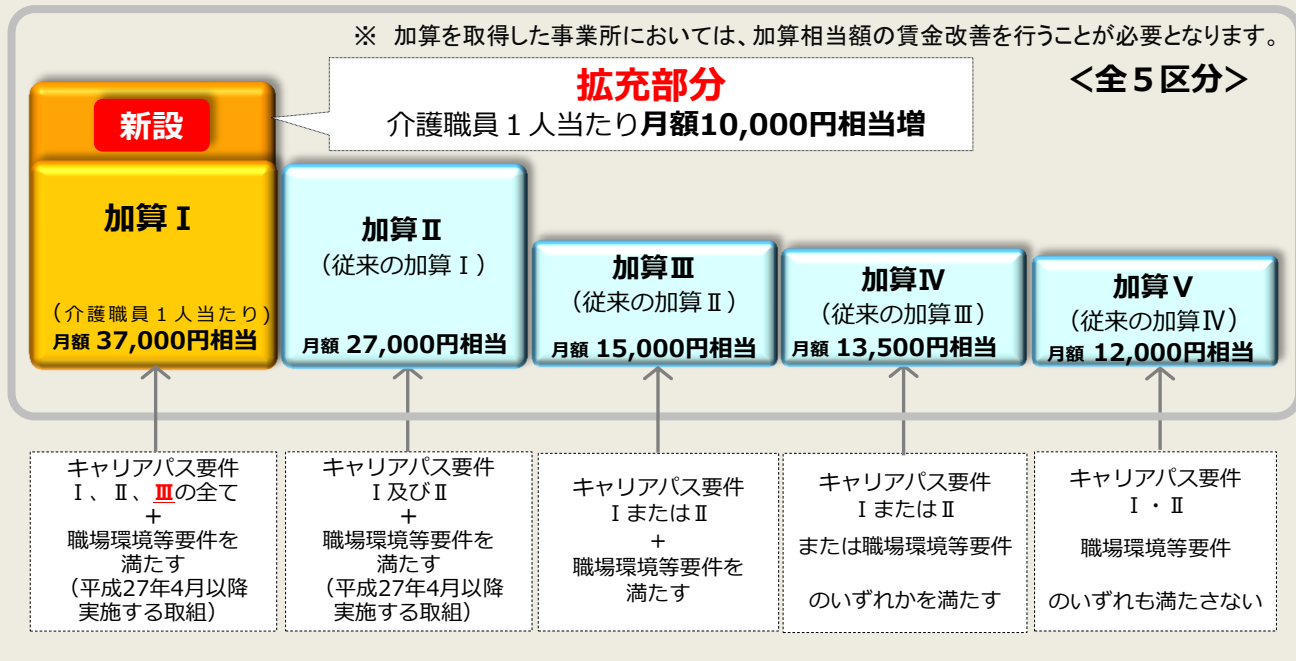 ※ 加算を取得した事業所においては、加算相当額の賃金改善を行うことが必要となります。
＜全５区分＞
拡充部分
介護職員１人当たり月額10,000円相当増
新設
加算Ⅰ
（介護職員１人当たり）
月額 37,000円相当
加算Ⅱ
（従来の加算Ⅰ）
月額 27,000円相当
加算Ⅲ
（従来の加算Ⅱ）
月額 15,000円相当
加算Ⅳ
（従来の加算Ⅲ）
月額 13,500円相当
加算Ⅴ
（従来の加算Ⅳ）
月額 12,000円相当
キャリアパス要件
Ⅰ、Ⅱ、Ⅲの全て
＋
職場環境等要件を
満たす
（平成27年4月以降
実施する取組）
キャリアパス要件
Ⅰ及びⅡ
＋
職場環境等要件を
満たす
（平成27年4月以降
実施する取組）
キャリアパス要件
ⅠまたはⅡ
＋
職場環境等要件を
満たす
キャリアパス要件
ⅠまたはⅡ
または職場環境等要件
のいずれかを満たす
キャリアパス要件
Ⅰ・Ⅱ
職場環境等要件
のいずれも満たさない